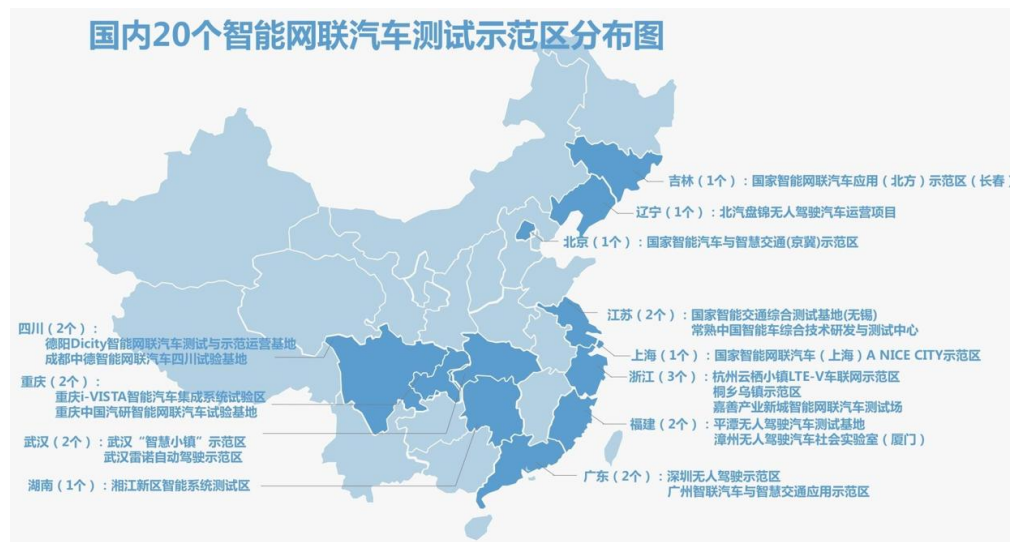 国内20个智能网联汽车测试示范区分布图
吉林（1个）：国家智能网联汽车应用（北方）示范区（长春）
辽宁（1个）：北汽盘锦无人驾驶汽车运营项目
北京（1个）：国家智能汽车与智慧交通(京冀)示范区
江苏（2个）：国家智能交通综合测试基地(无锡)
常熟中国智能车综合技术研发与测试中心
上海（1个）：国家智能网联汽车（上海）A NICE CITY示范区
浙江（3个）：杭州云栖小镇LTE-V车联网示范区
桐乡乌镇示范区
嘉善产业新城智能网联汽车测试场
福建（2个）：平潭无人驾驶汽车测试基地
漳州无人驾驶汽车社会实验室（厦门）
广东（2个）：深圳无人驾驶示范区
广州智联汽车与智慧交通应用示范区
四川（2个）：
德阳Dicity智能网联汽车测试与示范运营基地
成都中德智能网联汽车四川试验基地
重庆（2个）：
重庆i-VISTA智能汽车集成系统试验区
重庆中国汽研智能网联汽车试验基地
武汉（2个）：武汉“智慧小镇”示范区
武汉雷诺自动驾驶示范区
湖南（1个）：湘江新区智能系统测试区